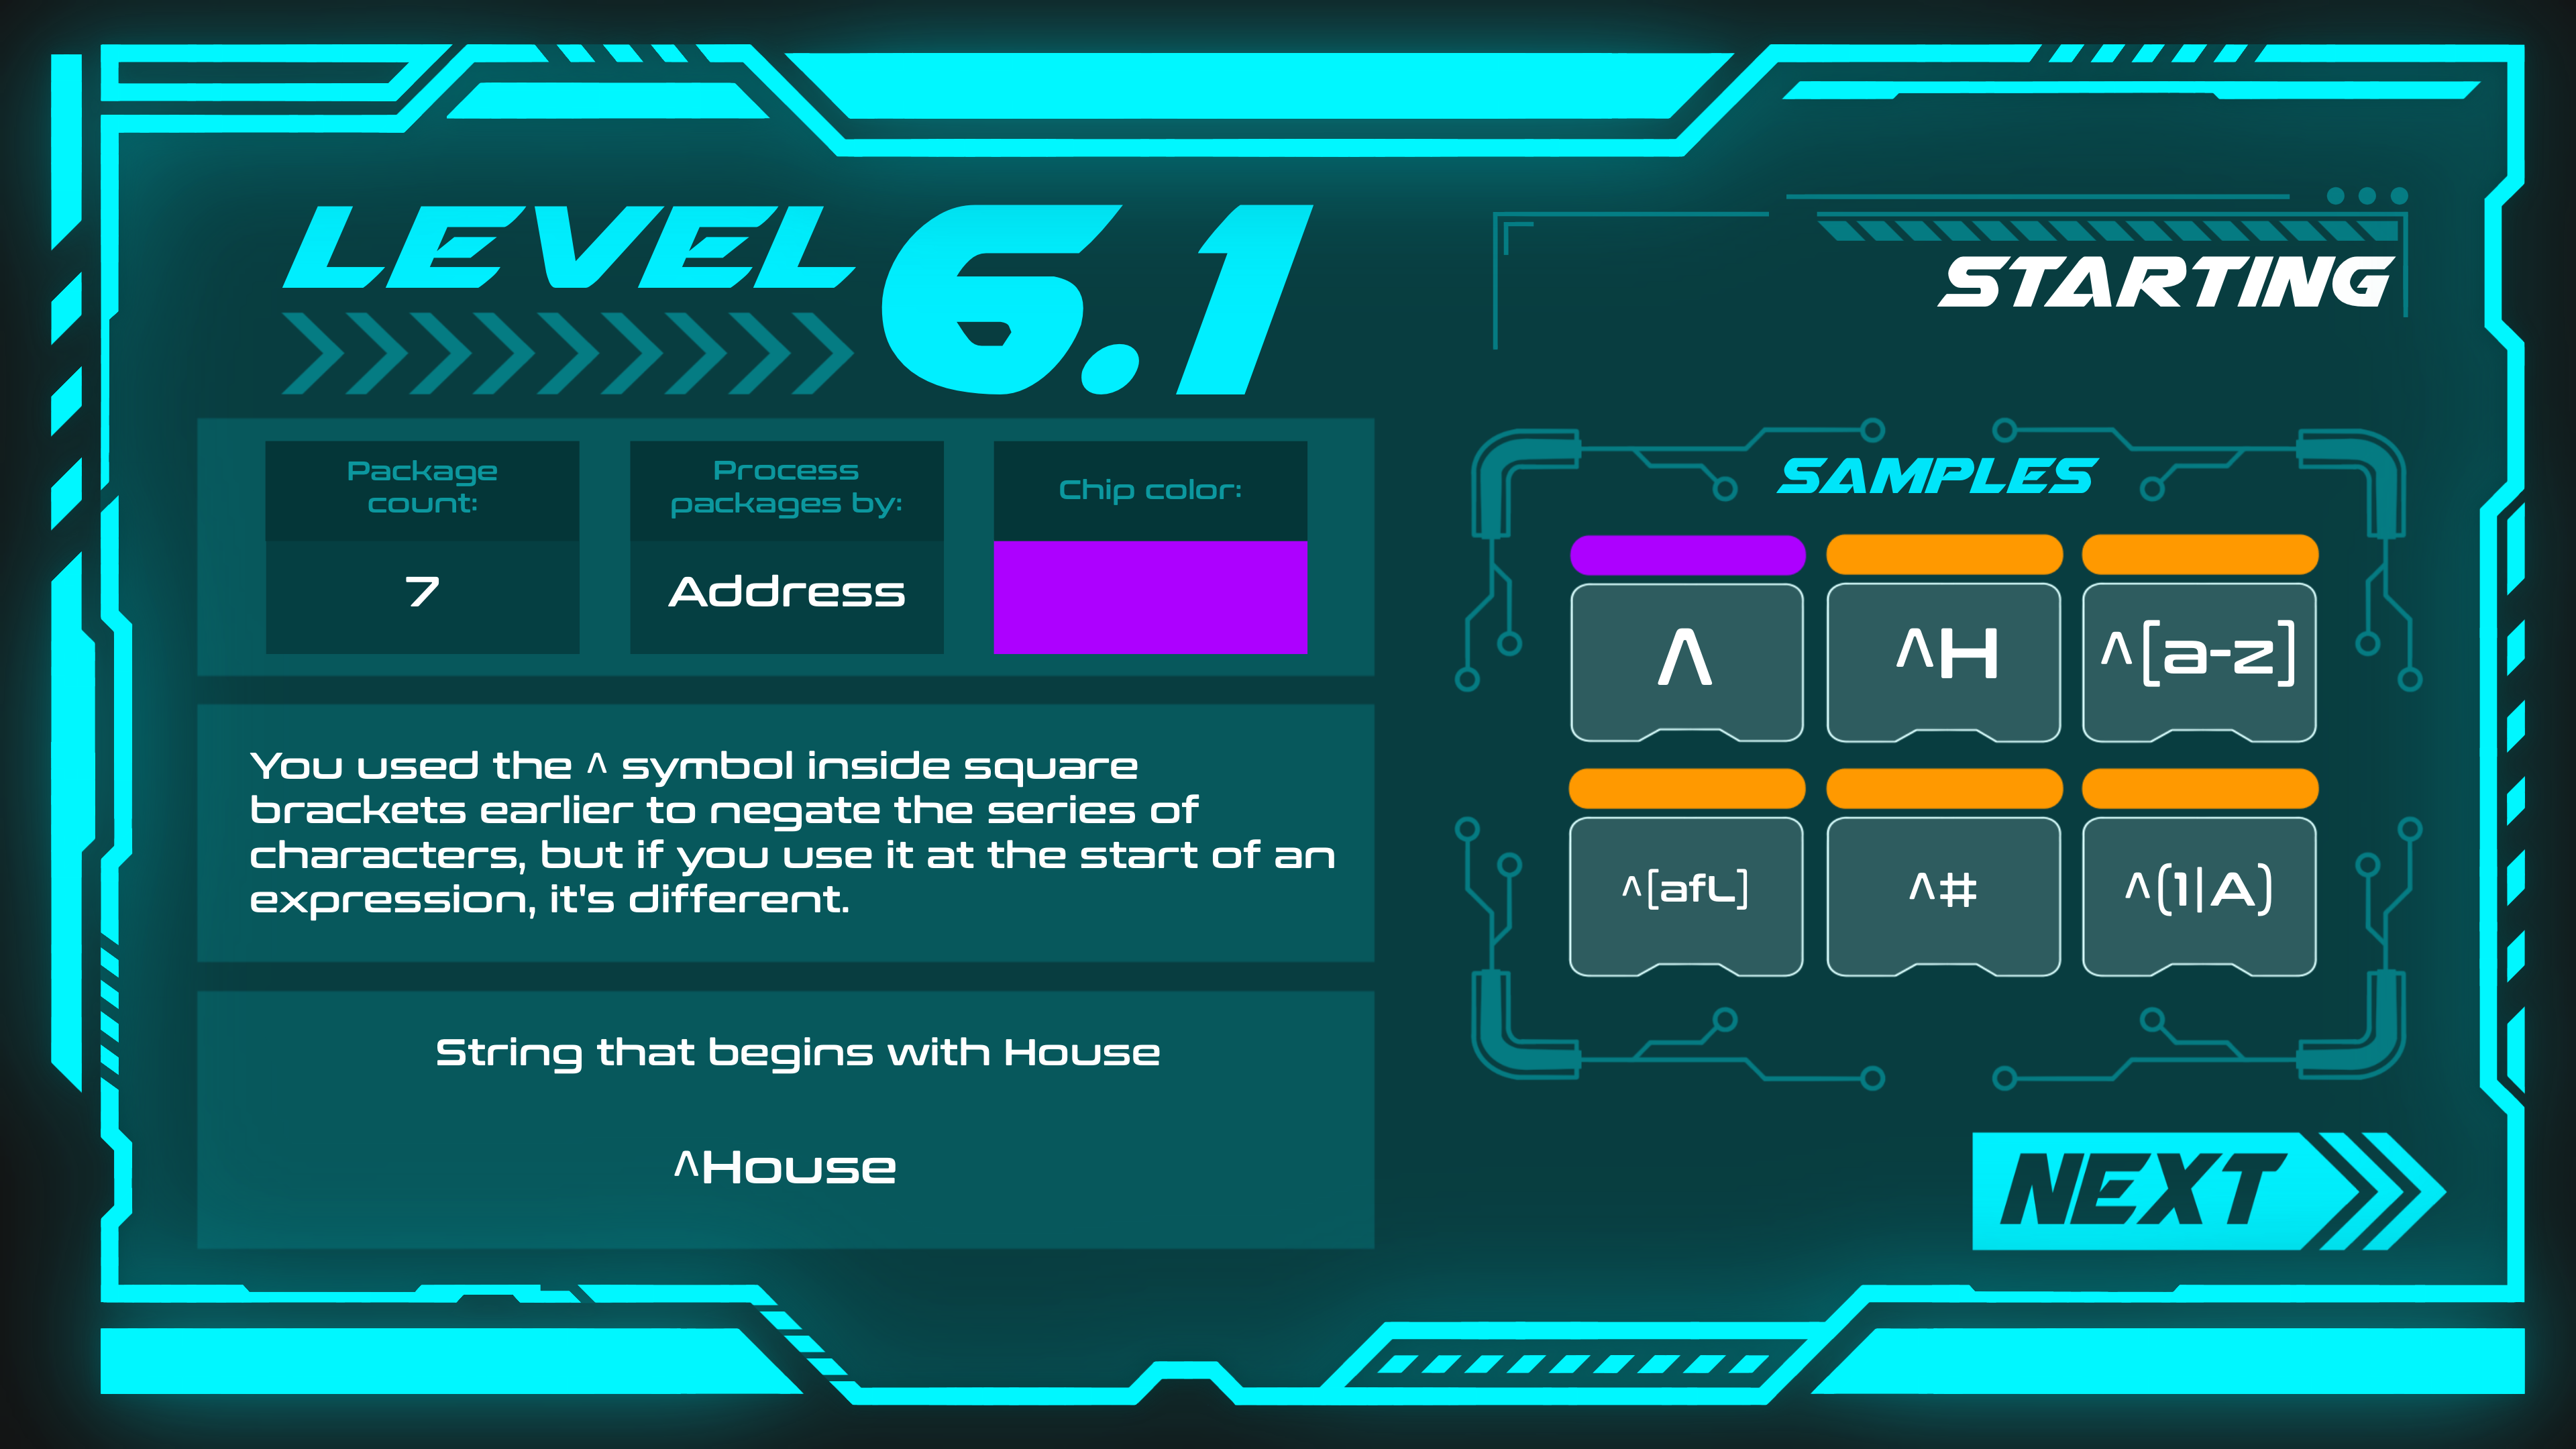 LEVEL 6.1
STARTING
Package
count:
7
Process
packages by:
Address
Chip color:
SAMPLES
^
^H
^[a-z]
^[afL]
^#
^(1|A)
You used the ^ symbol inside square
brackets earlier to negate the series of
characters, but if you use it at the start of an
expression, it's different.
String that begins with House
^House
NEXT